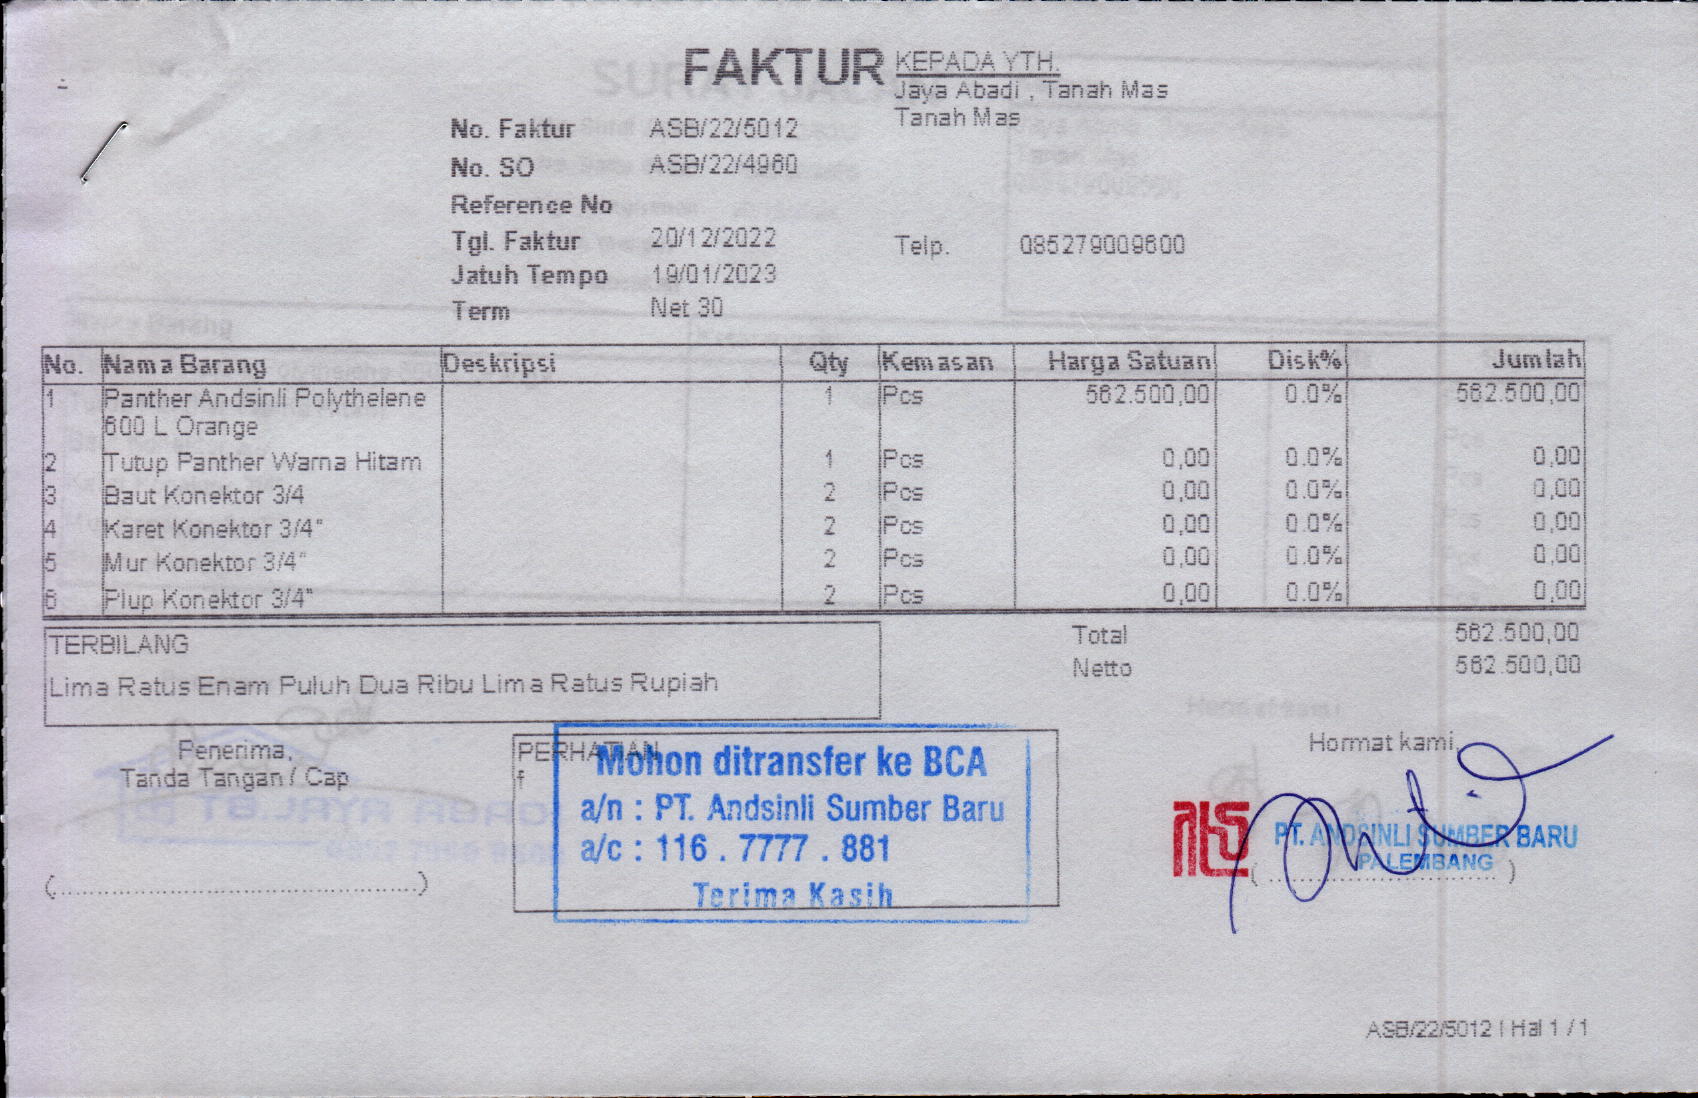 FAKTUR
KEPADA YTH.
Jaya Abadi , Tanah Mas
Tanah Mas
No. Faktur ASB/22/5012
No. SO ASB/22/4960
Reference No
Tgl. Faktur 20/12/2022
Telp. 085279009600
Jatuh Tempo 19/01/2023
Term Net 30
No. Nama Barang Deskripsi Qty Kemasan Harga Satuan Disk% Jumlah
1 Panther Andsinli Polythelene 1 Pcs 562.500,00 0.0% 562.500,00
600 L Orange
2 Tutup Panther Warna Hitam 1 Pcs 0,00 0.0% 0,00
3 Baut Konektor 3/4 2 Pcs 0,00 0.0% 0,00
4 Karet Konektor 3/4" 2 Pcs 0,00 0.0% 0,00
5 Mur Konektor 3/4" 2 Pcs 0,00 0.0% 0,00
6 Plup Konektor 3/4" 2 Pcs 0,00 0.0% 0,00
TERBILANG
Lima Ratus Enam Puluh Dua Ribu Lima Ratus Rupiah
Total 562.500,00
Netto 562.500,00
Penerima,
Tanda Tangan / Cap
(................................................)
TB.JAYA ABADI
PERHATIAN
f
Mohon ditransfer ke BCA
a/n : PT. Andsinli Sumber Baru
a/c : 116 . 7777 . 881
Terima Kasih
Hormat kami,
PT. ANDSINLI SUMBER BARU
PALEMBANG
(................................)
ASB/22/5012 | Hal 1 / 1